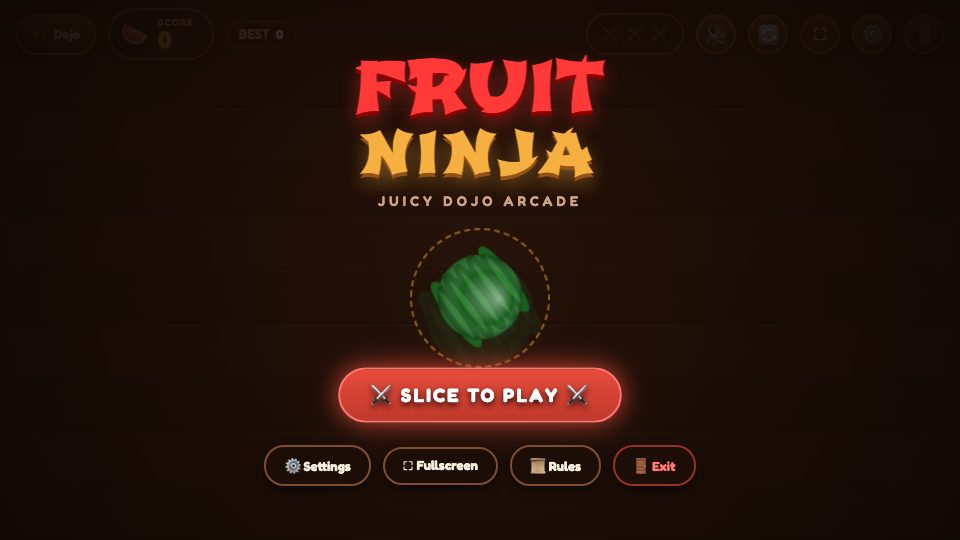 Dojo
SCORE
0
BEST 0
FRUIT
NINJA
JUICY DOJO ARCADE
SLICE TO PLAY
Settings
Fullscreen
Rules
Exit